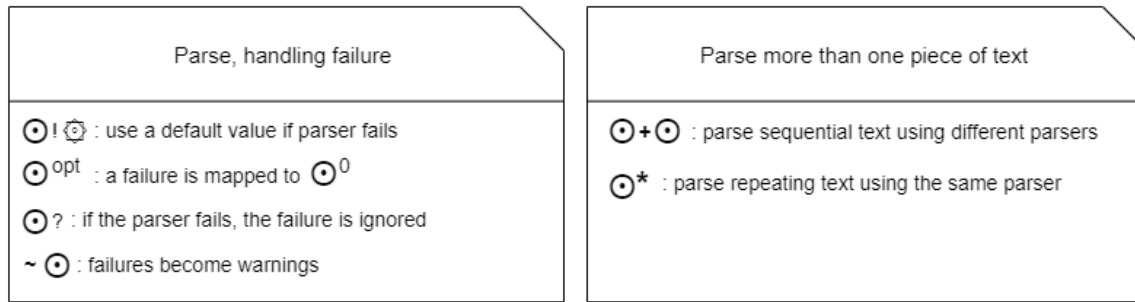 Parse, handling failure
⊙! ۞ : use a default value if parser fails
⊙opt : a failure is mapped to ⊙0
⊙? : if the parser fails, the failure is ignored
~ ⊙ : failures become warnings
Parse more than one piece of text
⊙+⊙ : parse sequential text using different parsers
⊙* : parse repeating text using the same parser